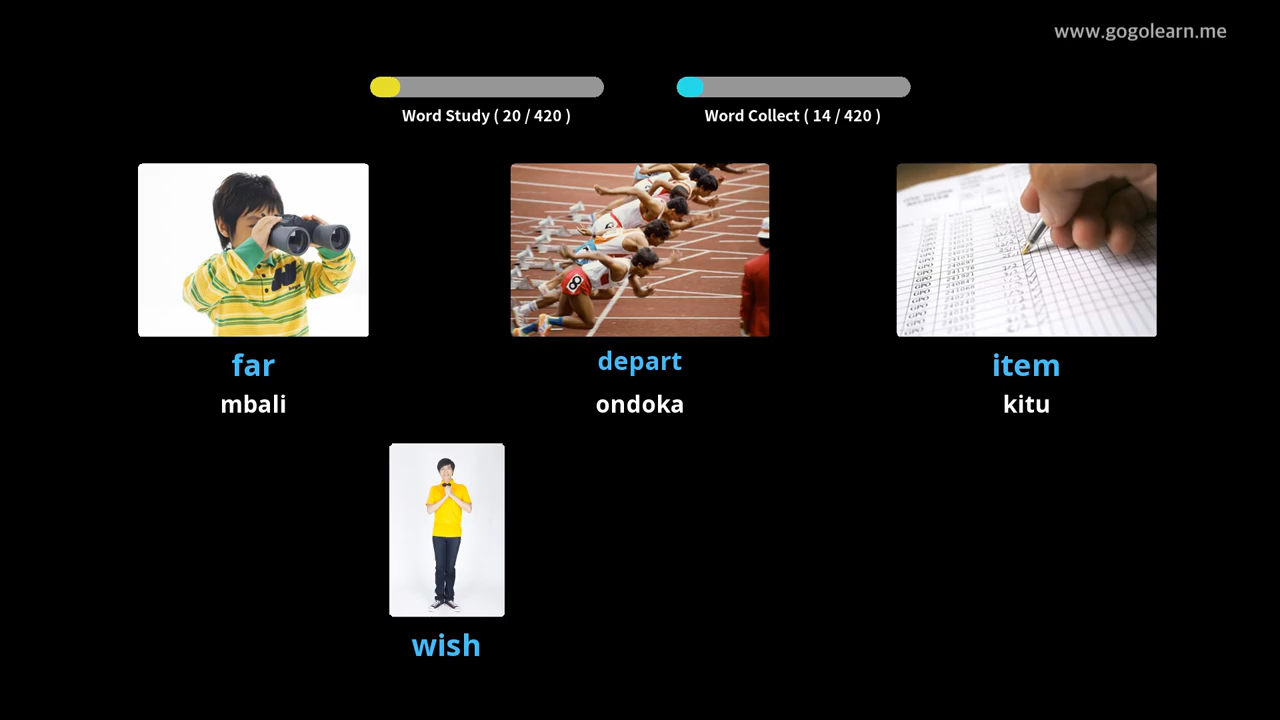 www.gogolearn.me
Word Study ( 20 / 420 )
Word Collect ( 14 / 420 )
far
depart
item
mbali
ondoka
kitu
wish